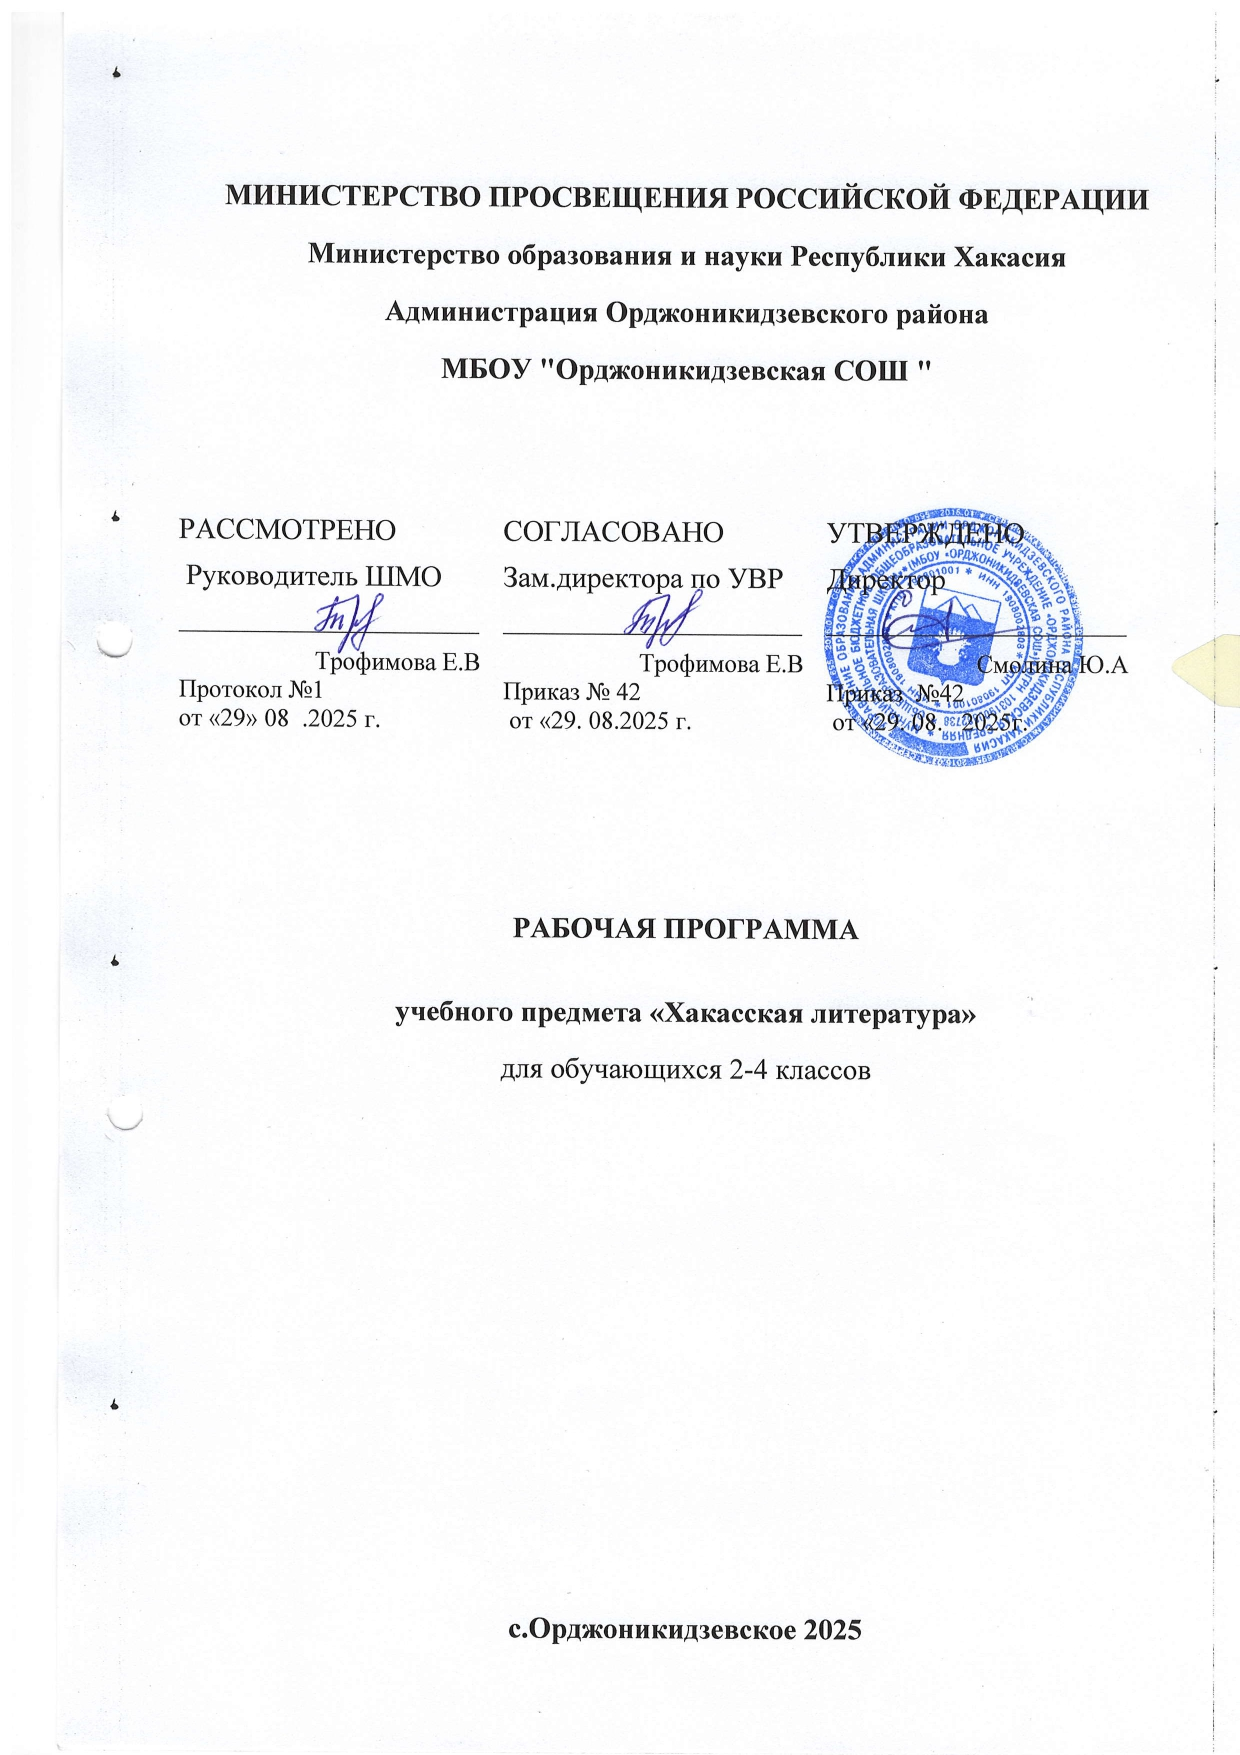 МИНИСТЕРСТВО ПРОСВЕЩЕНИЯ РОССИЙСКОЙ ФЕДЕРАЦИИ
Министерство образования и науки Республики Хакасия
Администрация Орджоникидзевского района
МБОУ "Орджоникидзевская СОШ "
РАССМОТРЕНО
Руководитель ШМО
Трофимова Е.В
Протокол №1
от «29» 08 .2025 г.
СОГЛАСОВАНО
Зам.директора по УВР
Трофимова Е.В
Приказ № 42
от «29. 08.2025 г.
УТВЕРЖДЕНО
Директор
Смолина Ю.А
Приказ №42
от «29. 08. 2025г.
РАБОЧАЯ ПРОГРАММА
учебного предмета «Хакасская литература»
для обучающихся 2-4 классов
с.Орджоникидзевское 2025